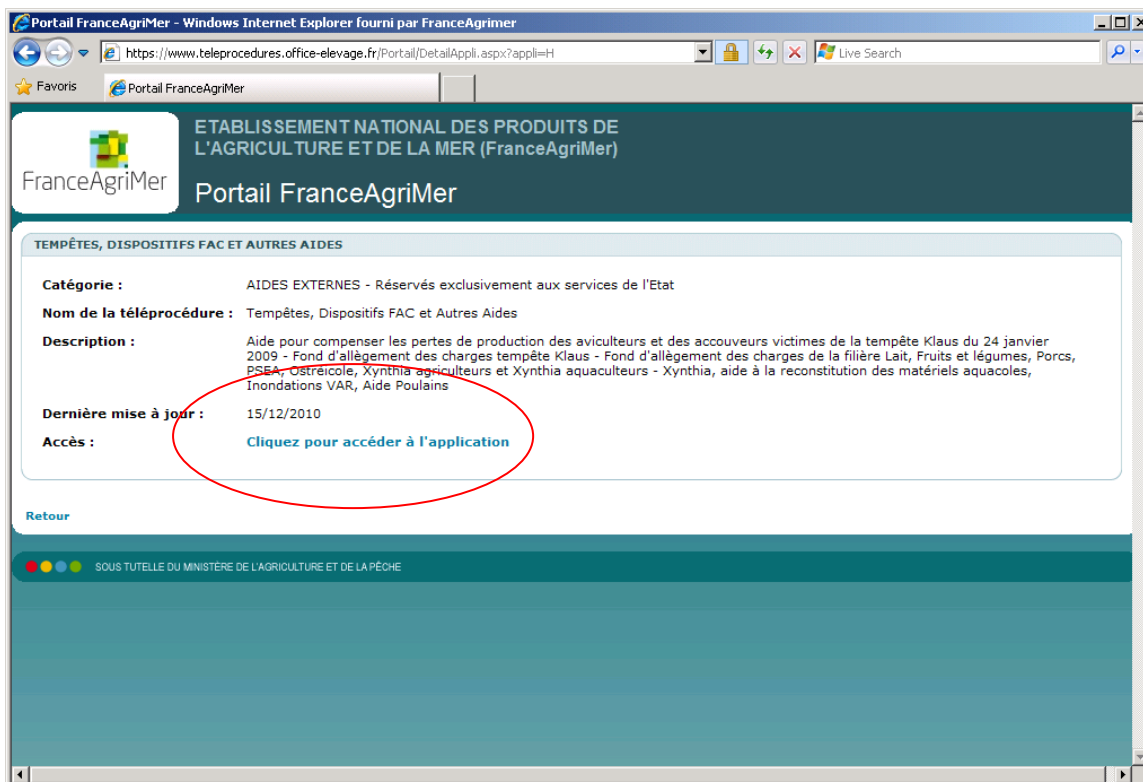 Portail FranceAgriMer - Windows Internet Explorer fourni par FranceAgrimer
https://www.teleprocedures.office-elevage.fr/Portail/DetailAppli.aspx?appli=H
Live Search
Favoris
Portail FranceAgriMer
ETABLISSEMENT NATIONAL DES PRODUITS DE
L'AGRICULTURE ET DE LA MER (FranceAgriMer)
FranceAgriMer
Portail FranceAgriMer
TEMPÊTES, DISPOSITIFS FAC ET AUTRES AIDES
Catégorie : AIDES EXTERNES - Réservés exclusivement aux services de l'Etat
Nom de la téléprocédure : Tempêtes, Dispositifs FAC et Autres Aides
Description : Aide pour compenser les pertes de production des aviculteurs et des accouveurs victimes de la tempête Klaus du 24 janvier
2009 - Fond d'allègement des charges tempête Klaus - Fond d'allègement des charges de la filière Lait, Fruits et légumes, Porcs,
PSEA, Ostréicole, Xynthia agriculteurs et Xynthia aquaculteurs - Xynthia, aide à la reconstitution des matériels aquacoles,
Inondations VAR, Aide Poulains
Dernière mise à jour : 15/12/2010
Accès : Cliquez pour accéder à l'application
Retour
SOUS TUTELLE DU MINISTÈRE DE L'AGRICULTURE ET DE LA PÊCHE